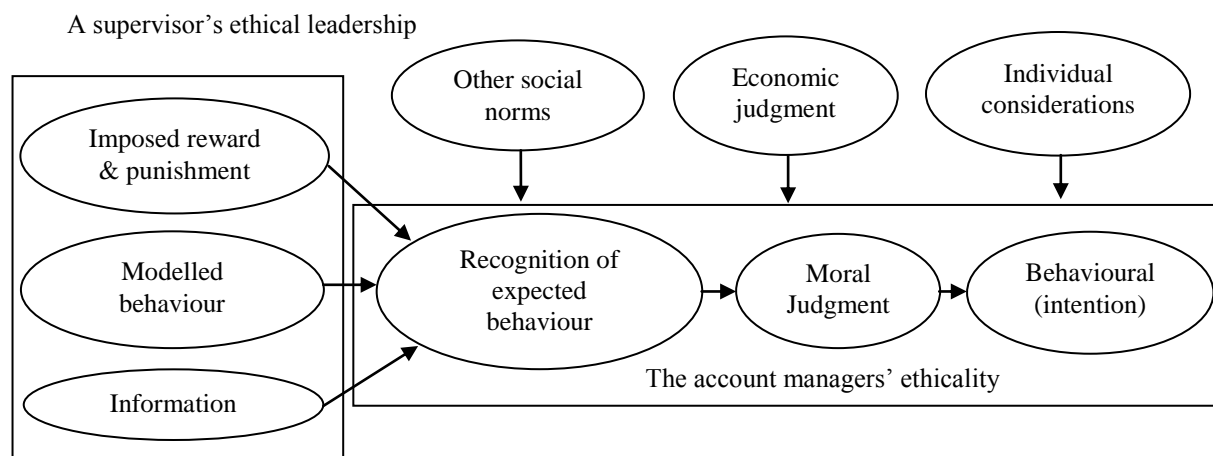 A supervisor’s ethical leadership
Other social
norms
Economic
judgment
Individual
considerations
Imposed reward
& punishment
Modelled
behaviour
Information
Recognition of
expected
behaviour
Moral
Judgment
Behavioural
(intention)
The account managers’ ethicality